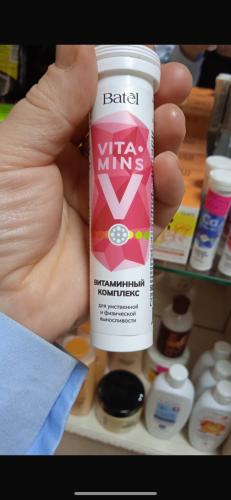 Batel
VITA
MINS
V
ВИТАМИННЫЙ
КОМПЛЕКС
для умственной
и физической
выносливости